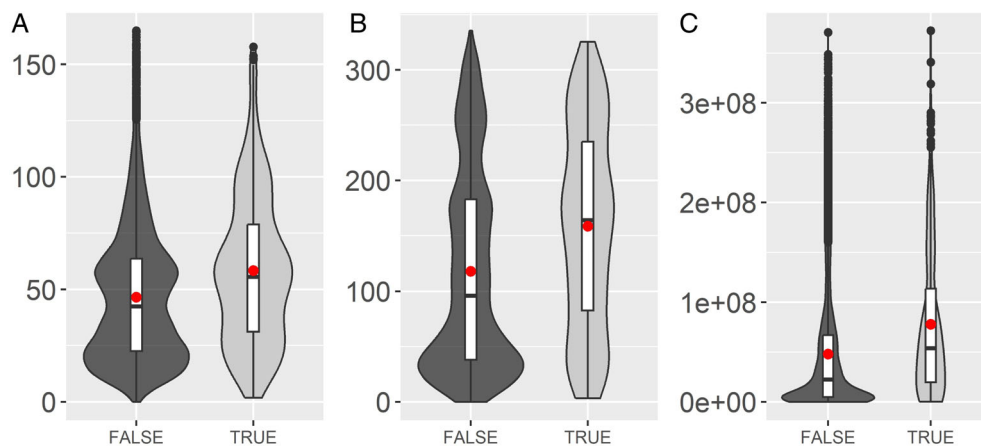 A
150
100
50
0
FALSE TRUE
B
300
200
100
0
FALSE TRUE
C
3e+08
2e+08
1e+08
0e+00
FALSE TRUE